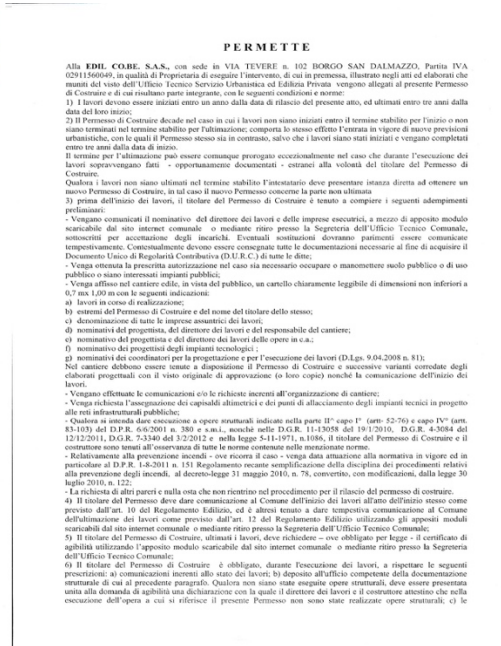 PERMETTE
Alla EDIL CO.BE. S.A.S., con sede in VIA TEVERE n. 102 BORGO SAN DALMAZZO, Partita IVA
02911560049, in qualità di Proprietaria di eseguire l'intervento, di cui in premessa, illustrato negli atti ed elaborati che
muniti del visto dell'Ufficio Tecnico Servizio Urbanistica ed Edilizia Privata vengono allegati al presente Permesso
di Costruire e di cui risultano parte integrante, con le seguenti condizioni e norme:
1) I lavori devono essere iniziati entro un anno dalla data di rilascio del presente atto, ed ultimati entro tre anni dalla
data del loro inizio;
2) Il Permesso di Costruire decade nel caso in cui i lavori non siano iniziati entro il termine stabilito per l'inizio o non
siano terminati nel termine stabilito per l'ultimazione; comporta lo stesso effetto l'entrata in vigore di nuove previsioni
urbanistiche, con le quali il Permesso stesso sia in contrasto, salvo che i lavori siano stati iniziati e vengano completati
entro tre anni dalla data di inizio.
Il termine per l'ultimazione può essere comunque prorogato eccezionalmente nel caso che durante l'esecuzione dei
lavori sopravvengano fatti - opportunamente documentati - estranei alla volontà del titolare del Permesso di
Costruire.
Qualora i lavori non siano ultimati nel termine stabilito l'intestatario deve presentare istanza diretta ad ottenere un
nuovo Permesso di Costruire, in tal caso il nuovo Permesso concerne la parte non ultimata
3) prima dell'inizio dei lavori, il titolare del Permesso di Costruire è tenuto a compiere i seguenti adempimenti
preliminari:
- Vengano comunicati il nominativo del direttore dei lavori e delle imprese esecutrici, a mezzo di apposito modulo
scaricabile dal sito internet comunale o mediante ritiro presso la Segreteria dell'Ufficio Tecnico Comunale,
sottoscritti per accettazione degli incarichi. Eventuali sostituzioni dovranno parimenti essere comunicate
tempestivamente. Contestualmente devono essere consegnate tutte le documentazioni necessarie al fine di acquisire il
Documento Unico di Regolarità Contributiva (D.U.R.C.) di tutte le ditte;
- Venga ottenuta la prescritta autorizzazione nel caso sia necessario occupare o manomettere suolo pubblico o di uso
pubblico o siano interessati impianti pubblici;
- Venga affisso nel cantiere edile, in vista del pubblico, un cartello chiaramente leggibile di dimensioni non inferiori a
0,7 mx 1,00 m con le seguenti indicazioni:
a) lavori in corso di realizzazione;
b) estremi del Permesso di Costruire e del nome del titolare dello stesso;
c) denominazione di tutte le imprese assuntrici dei lavori;
d) nominativi del progettista, del direttore dei lavori e del responsabile del cantiere;
e) nominativo del progettista e del direttore dei lavori delle opere in c.a.;
f) nominativo dei progettisti degli impianti tecnologici ;
g) nominativi dei coordinatori per la progettazione e per l'esecuzione dei lavori (D.Lgs. 9.04.2008 n. 81);
Nel cantiere debbono essere tenute a disposizione il Permesso di Costruire e successive varianti corredate degli
elaborati progettuali con il visto originale di approvazione (o loro copie) nonché la comunicazione dell'inizio dei
lavori.
- Vengano effettuate le comunicazioni e/o le richieste inerenti all'organizzazione di cantiere;
- Venga richiesta l'assegnazione dei capisaldi altimetrici e dei punti di allacciamento degli impianti tecnici in progetto
alle reti infrastrutturali pubbliche;
- Qualora si intenda dare esecuzione a opere strutturali indicate nella parte II^ capo I° (artt- 52-76) e capo IV° (artt.
83-103) del D.P.R. 6/6/2001 n. 380 e s.m.i., nonchè nelle D.G.R. 11-13058 del 19/1/2010, D.G.R. 4-3084 del
12/12/2011, D.G.R. 7-3340 del 3/2/2012 e nella legge 5-11-1971, n.1086, il titolare del Permesso di Costruire e il
costruttore sono tenuti all'osservanza di tutte le norme contenute nelle menzionate norme.
- Relativamente alla prevenzione incendi - ove ricorra il caso - venga data attuazione alla normativa in vigore ed in
particolare al D.P.R. 1-8-2011 n. 151 Regolamento recante semplificazione della disciplina dei procedimenti relativi
alla prevenzione degli incendi, al decreto-legge 31 maggio 2010, n. 78, convertito, con modificazioni, dalla legge 30
luglio 2010, n. 122;
- La richiesta di altri pareri e nulla osta che non rientrino nel procedimento per il rilascio del permesso di costruire.
4) Il titolare del Permesso deve dare comunicazione al Comune dell'inizio dei lavori all'atto dell'inizio stesso come
previsto dall'art. 10 del Regolamento Edilizio, ed è altresì tenuto a dare tempestiva comunicazione al Comune
dell'ultimazione dei lavori come previsto dall'art. 12 del Regolamento Edilizio utilizzando gli appositi moduli
scaricabili dal sito internet comunale o mediante ritiro presso la Segreteria dell'Ufficio Tecnico Comunale;
5) Il titolare del Permesso di Costruire, ultimati i lavori, deve richiedere – ove obbligato per legge - il certificato di
agibilità utilizzando l'apposito modulo scaricabile dal sito internet comunale o mediante ritiro presso la Segreteria
dell'Ufficio Tecnico Comunale;
6) Il titolare del Permesso di Costruire è obbligato, durante l'esecuzione dei lavori, a rispettare le seguenti
prescrizioni: a) comunicazioni inerenti allo stato dei lavori; b) deposito all'ufficio competente della documentazione
strutturale di cui al precedente paragrafo. Qualora non siano state eseguite opere strutturali, deve essere presentata
unita alla domanda di agibilità una dichiarazione con la quale il direttore dei lavori e il costruttore attestino che nella
esecuzione dell'opera a cui si riferisce il presente Permesso non sono state realizzate opere strutturali; c) le